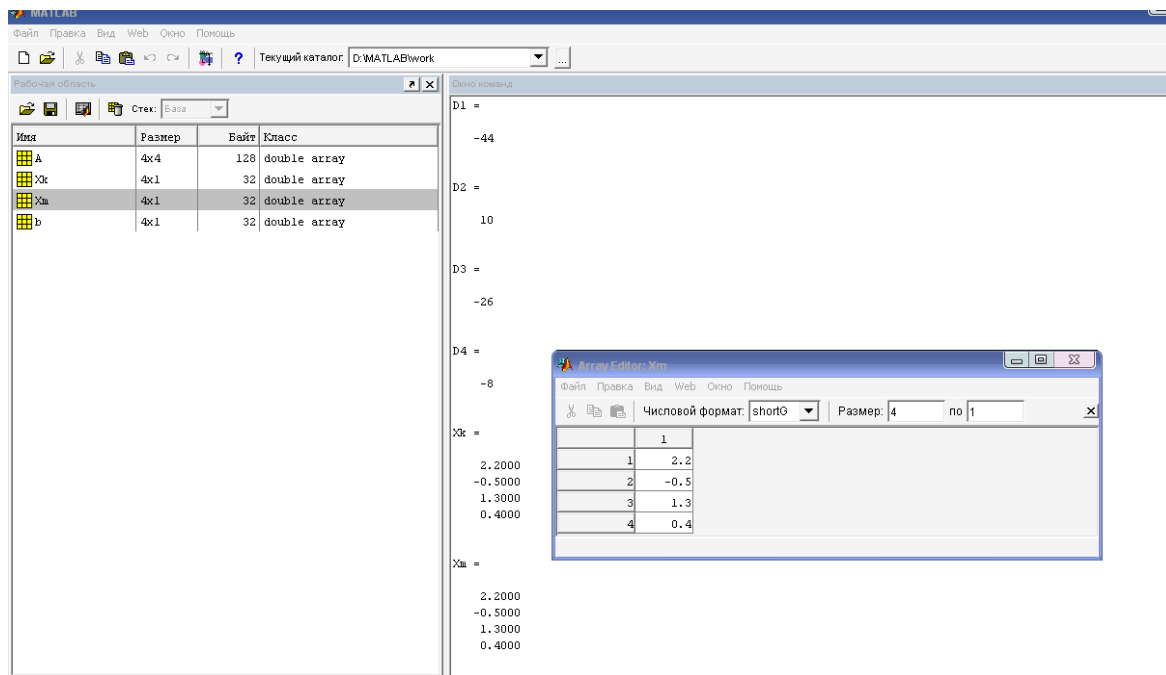 MATLAB
Файл Правка Вид Web Окно Помощь
? Текущий каталог: D:\MATLAB\work ...
Рабочая область
Стек: База
Имя Размер Байт Класс
A 4x4 128 double array
Xk 4x1 32 double array
Xm 4x1 32 double array
b 4x1 32 double array
Окно команд
D1 =
-44
D2 =
10
D3 =
-26
D4 =
-8
Xk =
2.2000
-0.5000
1.3000
0.4000
Xm =
2.2000
-0.5000
1.3000
0.4000
Array Editor: Xm
Файл Правка Вид Web Окно Помощь
Числовой формат: shortG Размер: 4 по 1
1
1 2.2
2 -0.5
3 1.3
4 0.4